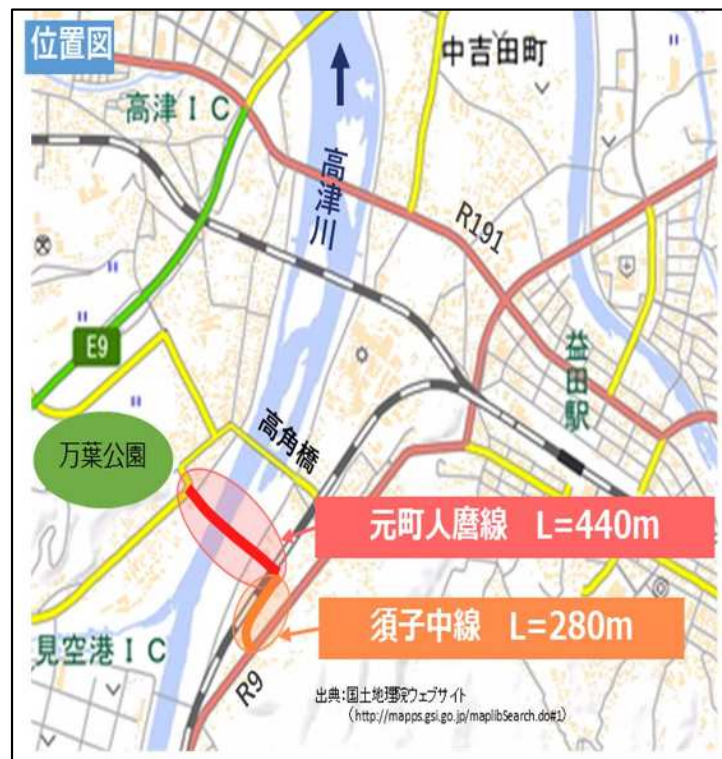 位置図
中吉田町
高津IC
高津川
R191
E9
益田駅
高角橋
万葉公園
元町人麿線 L=440m
須子中線 L=280m
見空港IC
R9
出典：国土地理院ウェブサイト
（http://mapps.gsi.go.jp/maplibSearch.do#1）